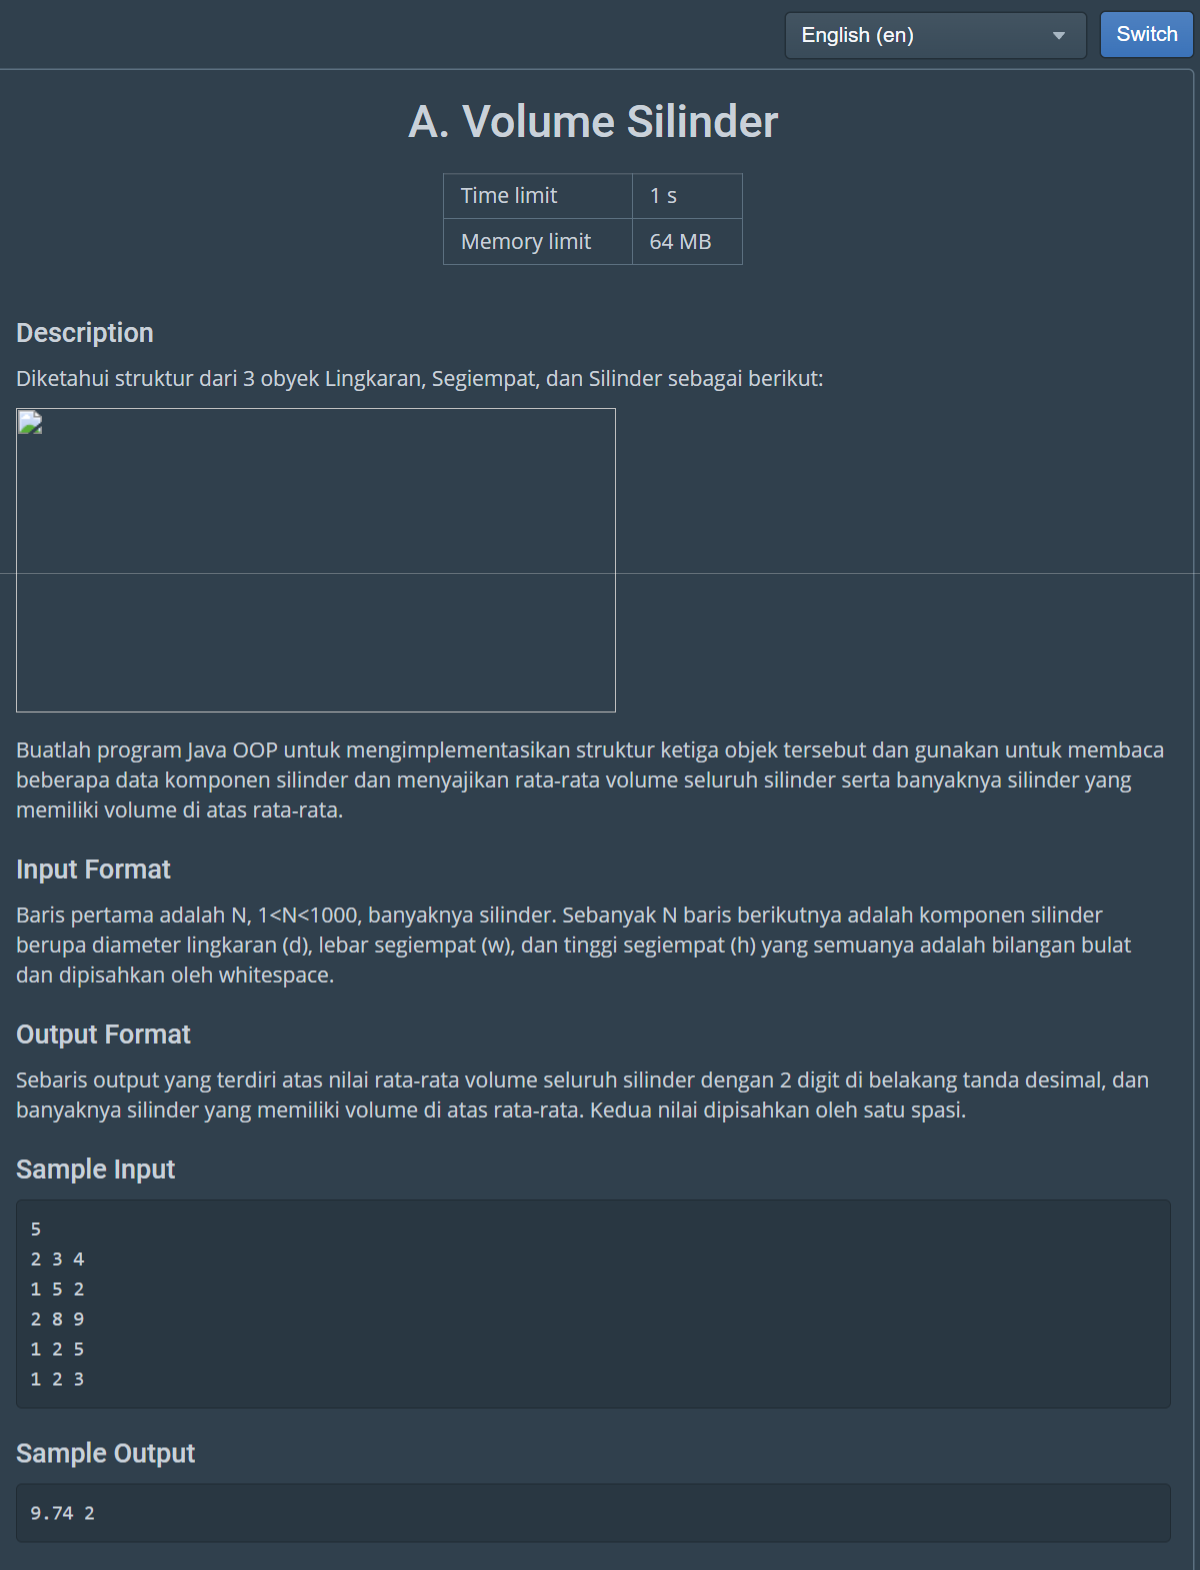 English (en)
Switch
A. Volume Silinder
Time limit 1 s
Memory limit 64 MB
Description
Diketahui struktur dari 3 obyek Lingkaran, Segiempat, dan Silinder sebagai berikut:
Buatlah program Java OOP untuk mengimplementasikan struktur ketiga objek tersebut dan gunakan untuk membaca
beberapa data komponen silinder dan menyajikan rata-rata volume seluruh silinder serta banyaknya silinder yang
memiliki volume di atas rata-rata.
Input Format
Baris pertama adalah N, 1<N<1000, banyaknya silinder. Sebanyak N baris berikutnya adalah komponen silinder
berupa diameter lingkaran (d), lebar segiempat (w), dan tinggi segiempat (h) yang semuanya adalah bilangan bulat
dan dipisahkan oleh whitespace.
Output Format
Sebaris output yang terdiri atas nilai rata-rata volume seluruh silinder dengan 2 digit di belakang tanda desimal, dan
banyaknya silinder yang memiliki volume di atas rata-rata. Kedua nilai dipisahkan oleh satu spasi.
Sample Input
5
2 3 4
1 5 2
2 8 9
1 2 5
1 2 3
Sample Output
9.74 2